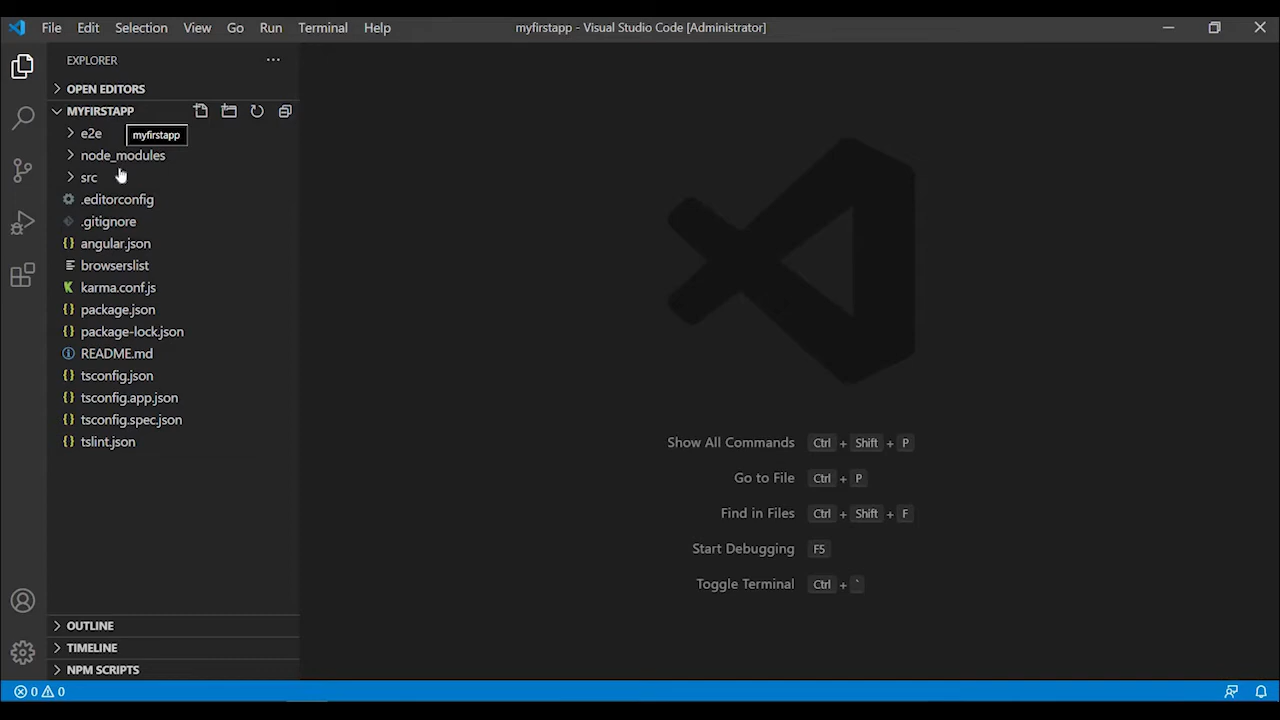 File Edit Selection View Go Run Terminal Help myfirstapp - Visual Studio Code [Administrator]
EXPLORER
OPEN EDITORS
MYFIRSTAPP
e2e
myfirstapp
node_modules
src
.editorconfig
.gitignore
angular.json
browserslist
karma.conf.js
package.json
package-lock.json
README.md
tsconfig.json
tsconfig.app.json
tsconfig.spec.json
tslint.json
Show All Commands Ctrl + Shift + P
Go to File Ctrl + P
Find in Files Ctrl + Shift + F
Start Debugging F5
Toggle Terminal Ctrl + `
OUTLINE
TIMELINE
NPM SCRIPTS
0 0